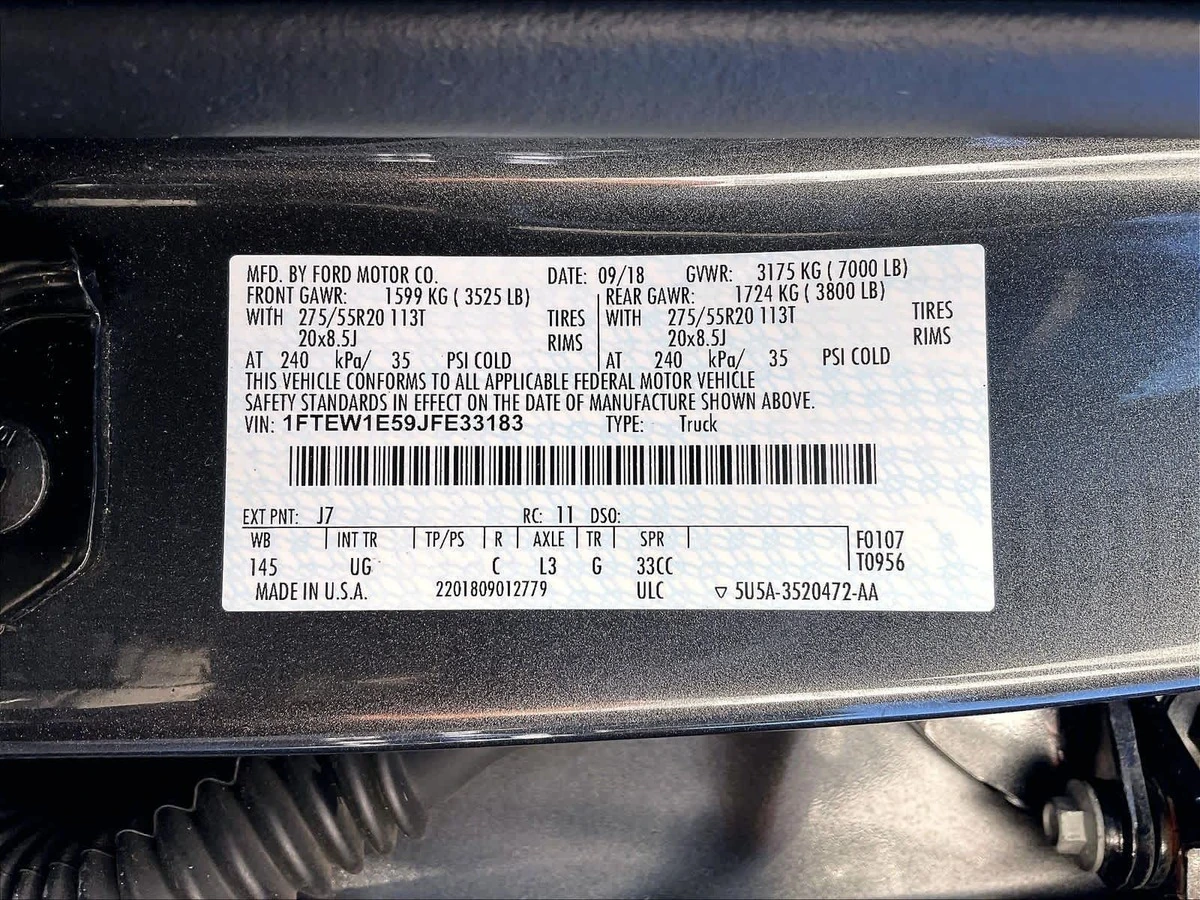 MFD. BY FORD MOTOR CO. DATE: 09/18 GVWR: 3175 KG ( 7000 LB)
FRONT GAWR: 1599 KG ( 3525 LB) REAR GAWR: 1724 KG ( 3800 LB)
WITH 275/55R20 113T TIRES WITH 275/55R20 113T TIRES
20x8.5J RIMS 20x8.5J RIMS
AT 240 kPa/ 35 PSI COLD AT 240 kPa/ 35 PSI COLD
THIS VEHICLE CONFORMS TO ALL APPLICABLE FEDERAL MOTOR VEHICLE
SAFETY STANDARDS IN EFFECT ON THE DATE OF MANUFACTURE SHOWN ABOVE.
VIN: 1FTEW1E59JFE33183 TYPE: Truck
EXT PNT: J7 RC: 11 DSO:
WB INT TR TP/PS R AXLE TR SPR F0107
145 UG C L3 G 33CC T0956
MADE IN U.S.A. 2201809012779 ULC ▽ 5U5A-3520472-AA